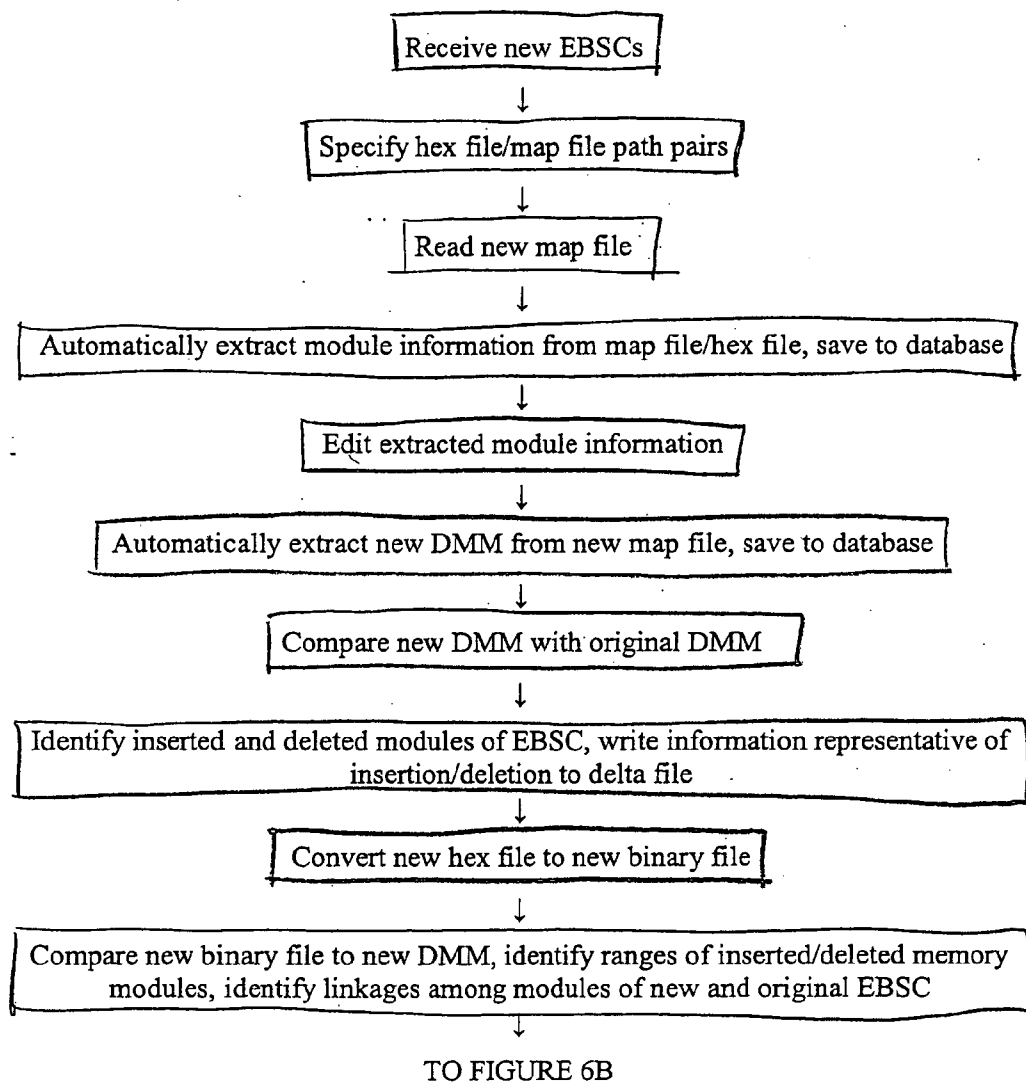 Receive new EBSCs
↓
Specify hex file/map file path pairs
↓
Read new map file
↓
Automatically extract module information from map file/hex file, save to database
↓
Edit extracted module information
↓
Automatically extract new DMM from new map file, save to database
↓
Compare new DMM with original DMM
↓
Identify inserted and deleted modules of EBSC, write information representative of
insertion/deletion to delta file
↓
Convert new hex file to new binary file
↓
Compare new binary file to new DMM, identify ranges of inserted/deleted memory
modules, identify linkages among modules of new and original EBSC
↓
TO FIGURE 6B